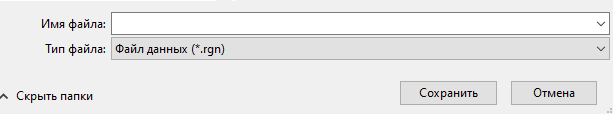 Имя файла:
Тип файла: Файл данных (*.rgn)
Скрыть папки Сохранить Отмена